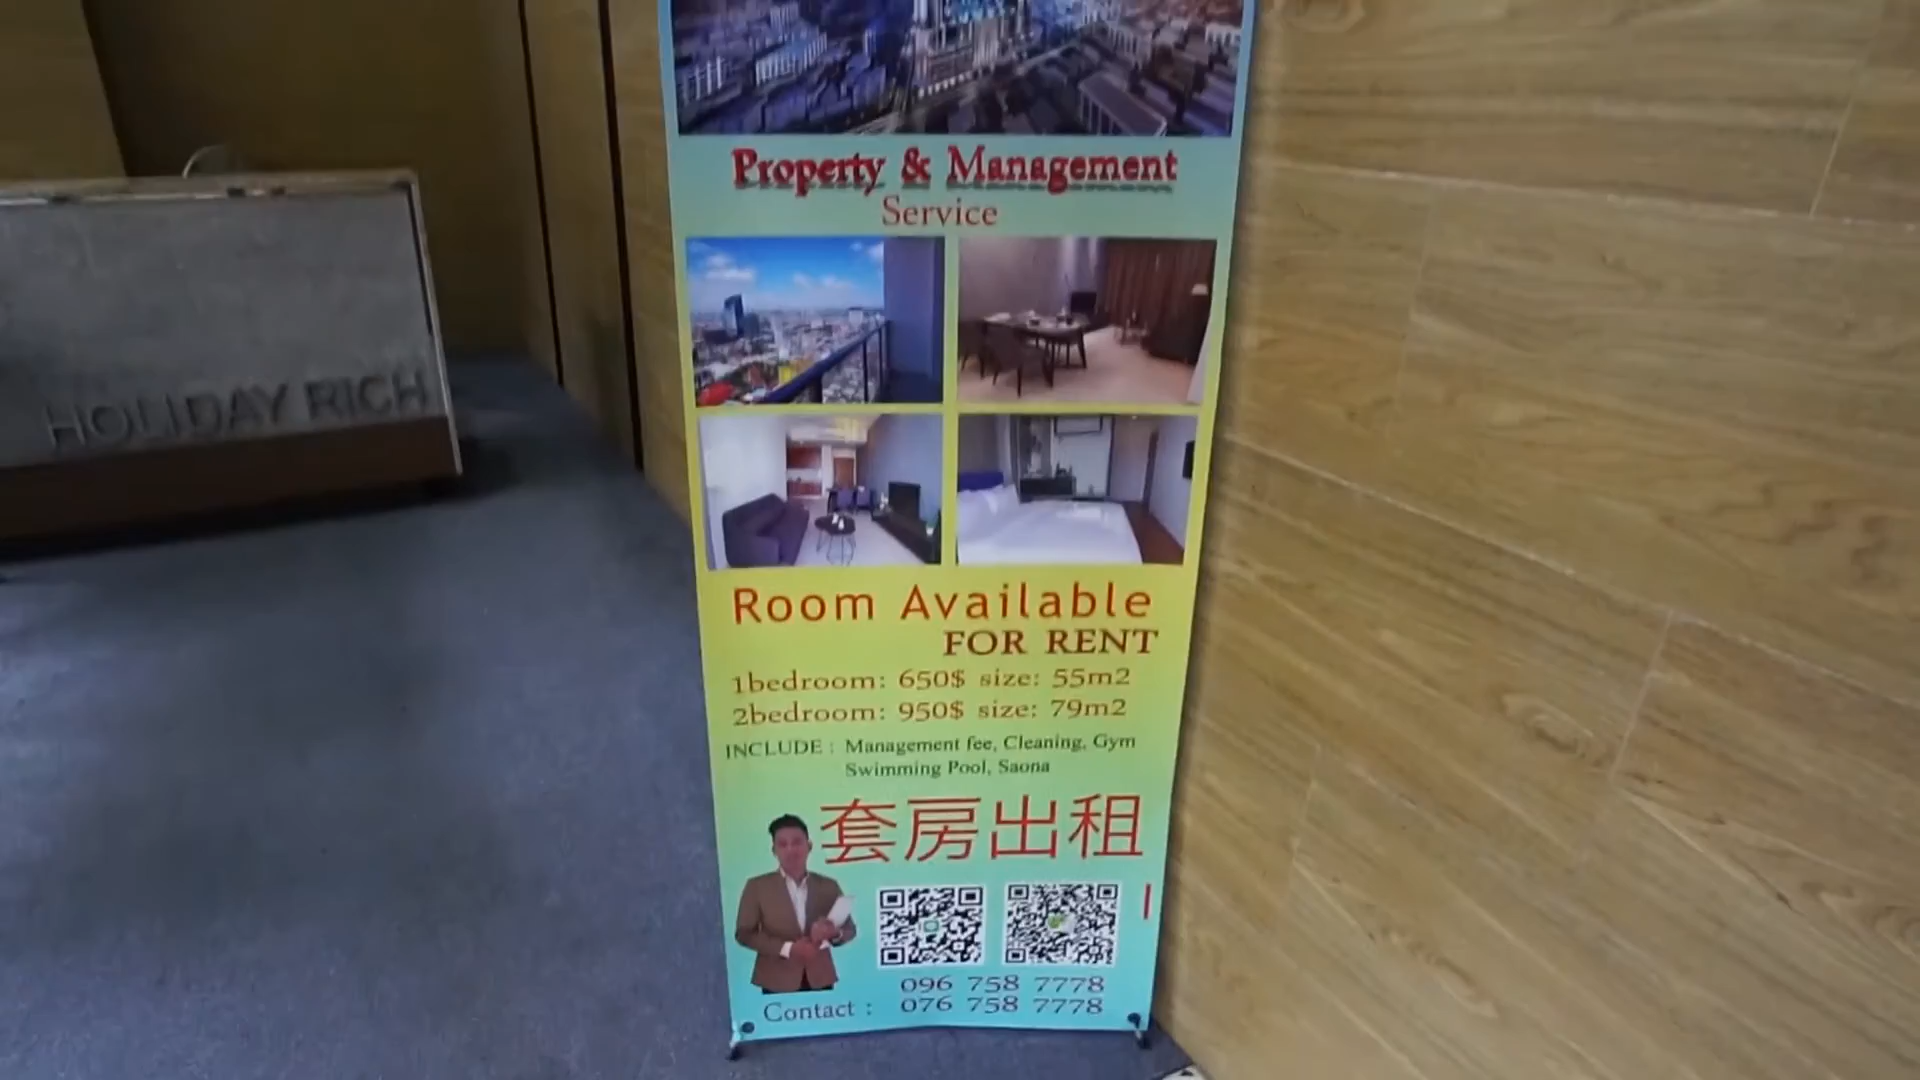 HOLIDAY RICH
Property & Management
Service
Room Available
FOR RENT
1bedroom: 650$ size: 55m2
2bedroom: 950$ size: 79m2
INCLUDE : Management fee, Cleaning, Gym
Swimming Pool, Saona
套房出租
096 758 7778
Contact : 076 758 7778